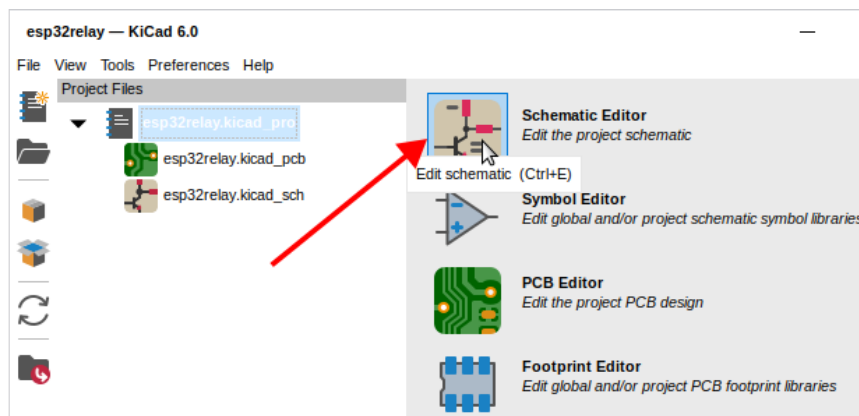 esp32relay — KiCad 6.0
File View Tools Preferences Help
Project Files
esp32relay.kicad_pro
esp32relay.kicad_pcb
esp32relay.kicad_sch
Schematic Editor
Edit the project schematic
Edit schematic (Ctrl+E)
Symbol Editor
Edit global and/or project schematic symbol libraries
PCB Editor
Edit the project PCB design
Footprint Editor
Edit global and/or project PCB footprint libraries